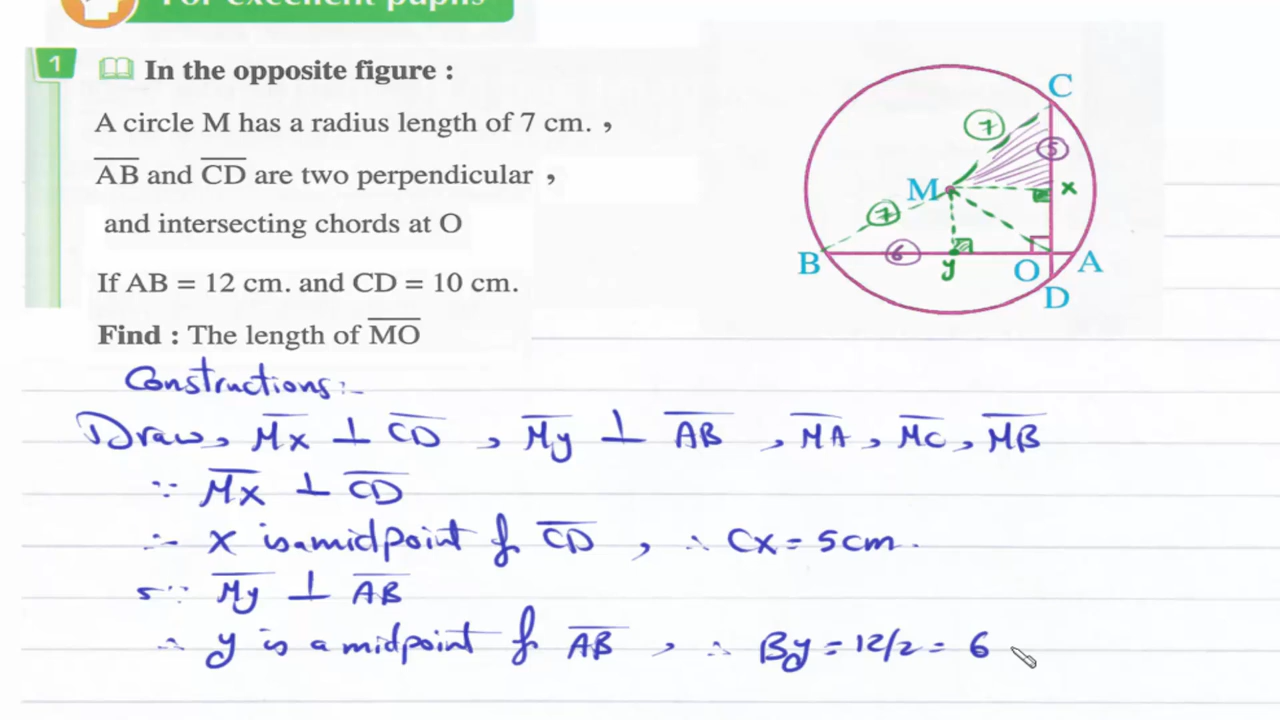 For excellent pupils
1 In the opposite figure :
A circle M has a radius length of 7 cm. ,
AB and CD are two perpendicular ,
and intersecting chords at O
If AB = 12 cm. and CD = 10 cm.
Find : The length of MO
C
7
5
M
x
7
B
6
y
O
A
D
Constructions:-
Draw, Mx ⊥ CD , My ⊥ AB , MA, MC, MB
∵ MX ⊥ CD
∴ X is a midpoint of CD , ∴ CX = 5cm.
, ∵ My ⊥ AB
∴ y is a midpoint of AB , ∴ By = 12/2 = 6